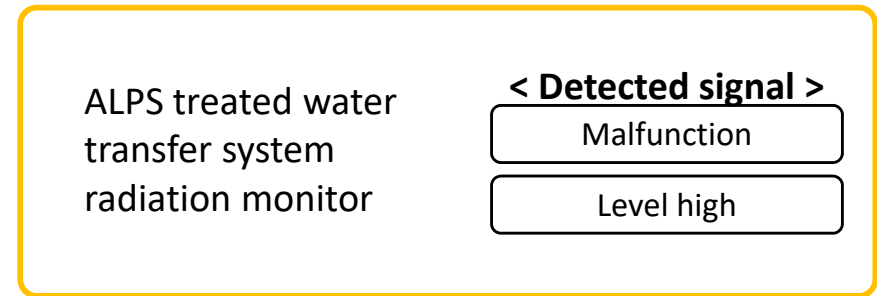 ALPS treated water
transfer system
radiation monitor
< Detected signal >
Malfunction
Level high